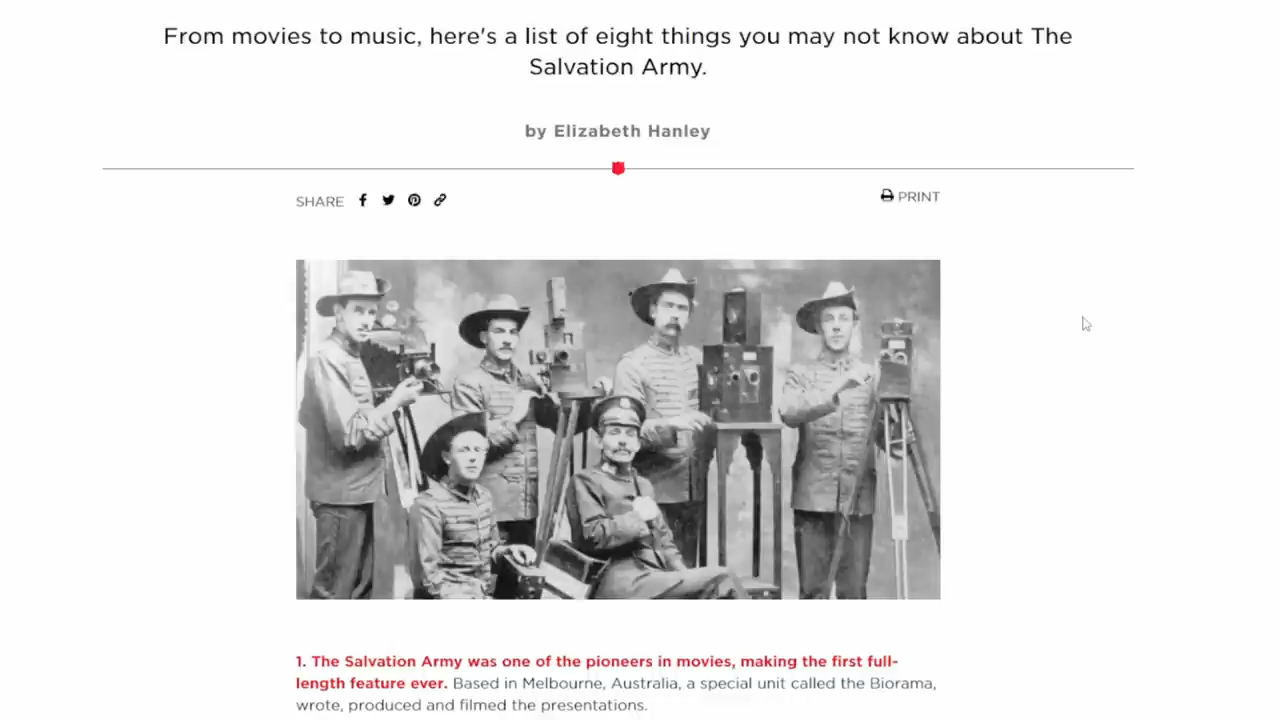 From movies to music, here's a list of eight things you may not know about The
Salvation Army.
by Elizabeth Hanley
SHARE
PRINT
1. The Salvation Army was one of the pioneers in movies, making the first full-
length feature ever. Based in Melbourne, Australia, a special unit called the Biorama,
wrote, produced and filmed the presentations.